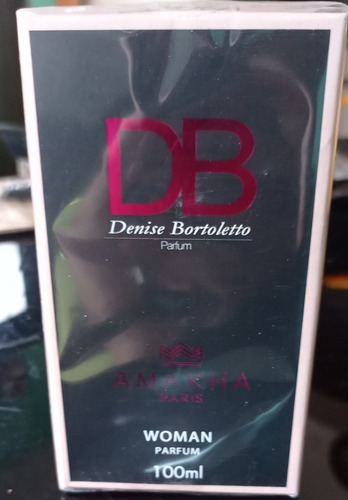 DB
Denise Bortoletto
Parfum
AMAKHA
PARIS
WOMAN
PARFUM
100ml